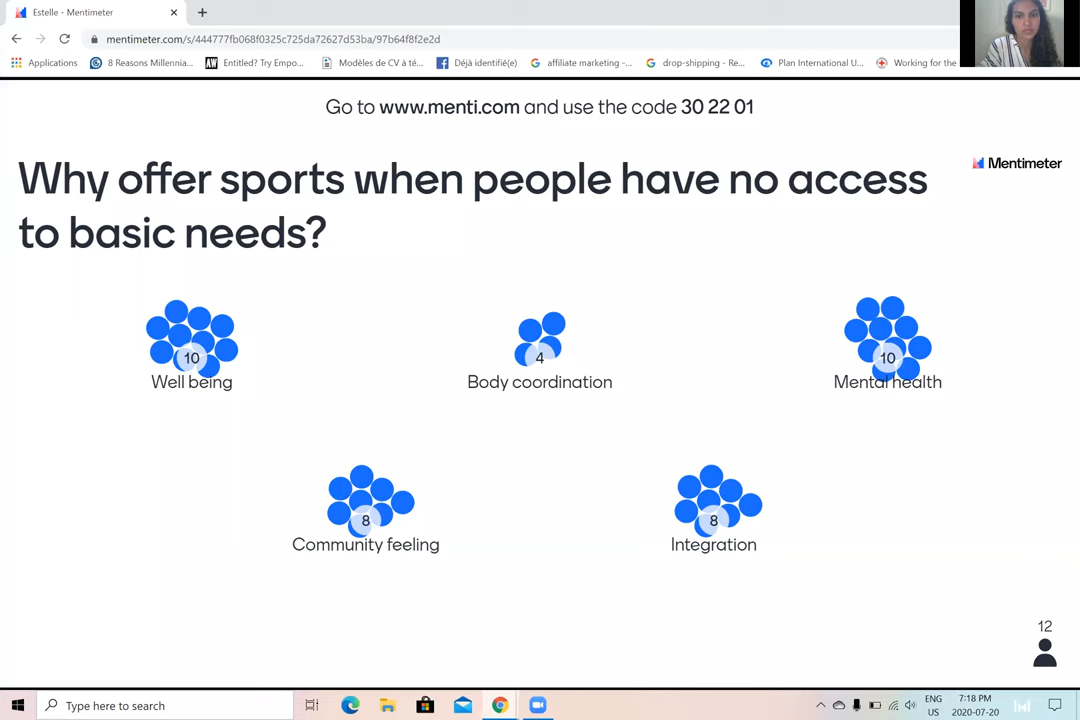 Estelle - Mentimeter
mentimeter.com/s/444777fb068f0325c725da72627d53ba/97b64f8f2e2d
Applications
8 Reasons Millennia...
AW Entitled? Try Empo...
Modèles de CV à té...
Déjà identifié(e)
affiliate marketing -...
drop-shipping - Re...
Plan International U...
Working for the
Go to www.menti.com and use the code 30 22 01
Mentimeter
Why offer sports when people have no access
to basic needs?
10
Well being
4
Body coordination
10
Mental health
8
Community feeling
8
Integration
12
Type here to search
ENG
US
7:18 PM
2020-07-20